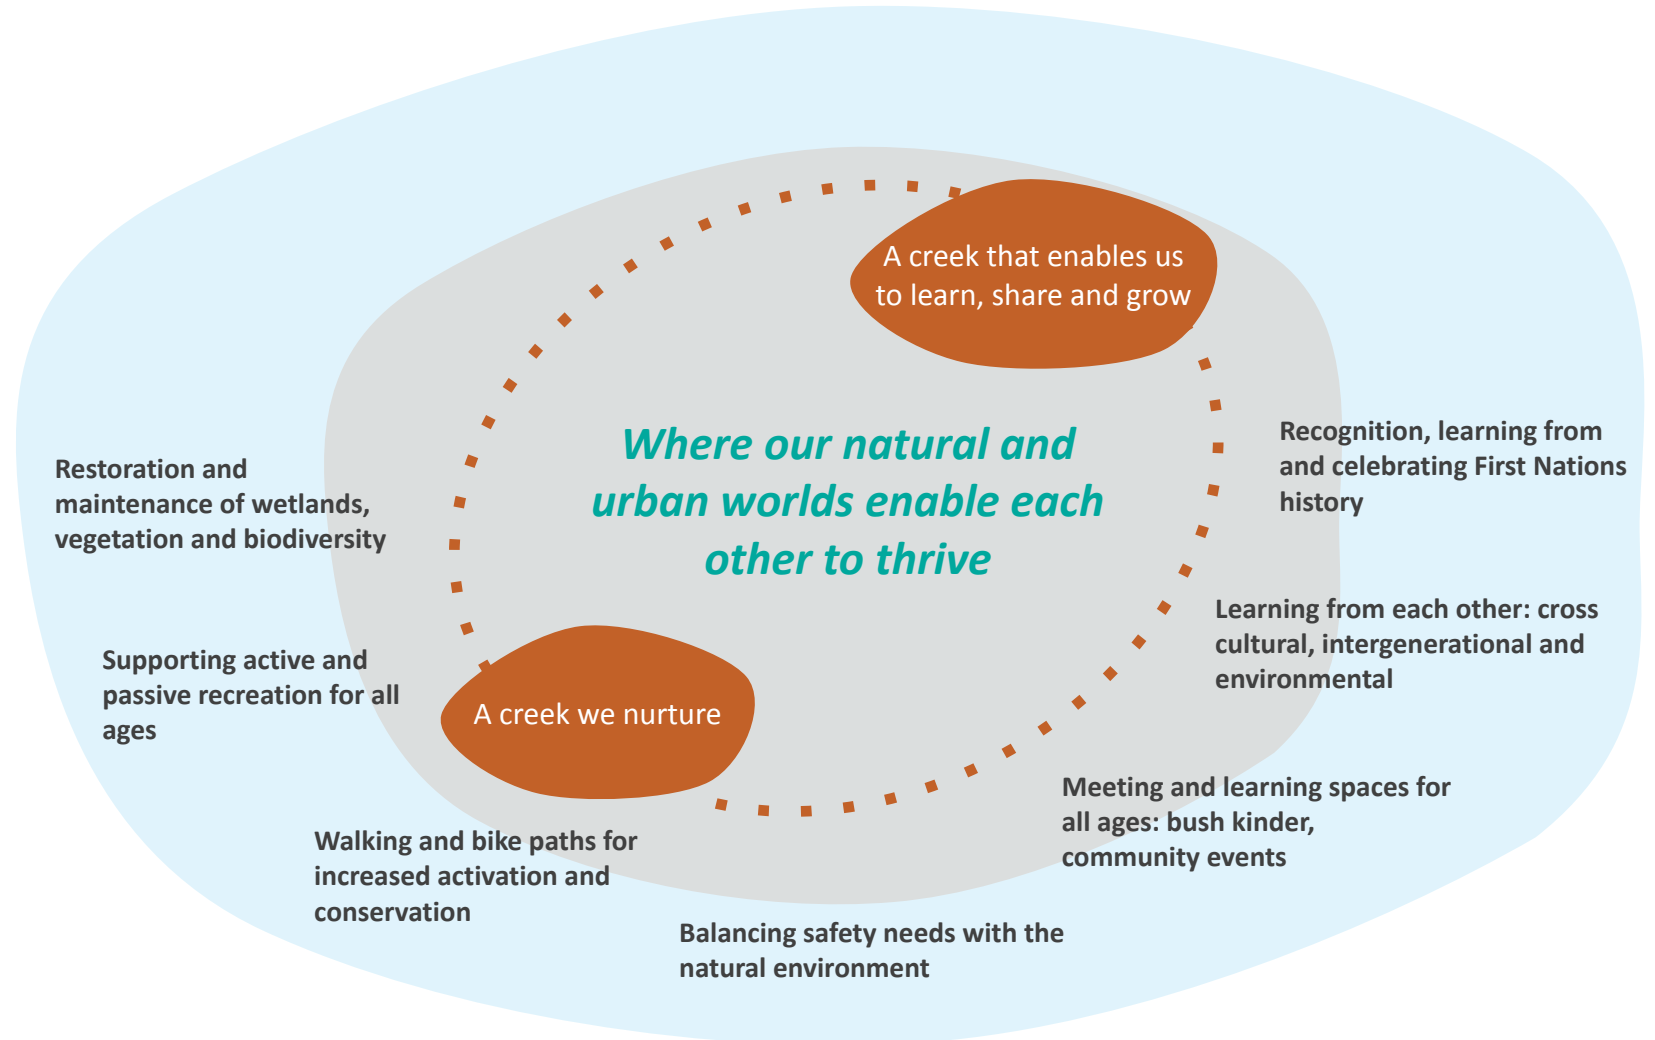 A creek that enables us
to learn, share and grow
Where our natural and
urban worlds enable each
other to thrive
Recognition, learning from
and celebrating First Nations
history
Restoration and
maintenance of wetlands,
vegetation and biodiversity
Learning from each other: cross
cultural, intergenerational and
environmental
Supporting active and
passive recreation for all
ages
A creek we nurture
Meeting and learning spaces for
all ages: bush kinder,
community events
Walking and bike paths for
increased activation and
conservation
Balancing safety needs with the
natural environment